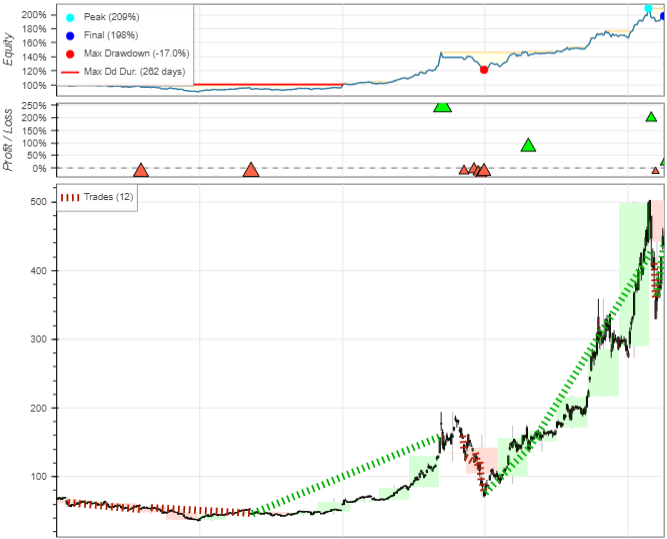 Equity
200%
180%
160%
140%
120%
100%
Peak (209%)
Final (198%)
Max Drawdown (-17.0%)
Max Dd Dur. (262 days)
Profit / Loss
250%
200%
150%
100%
50%
0%
Trades (12)
500
400
300
200
100